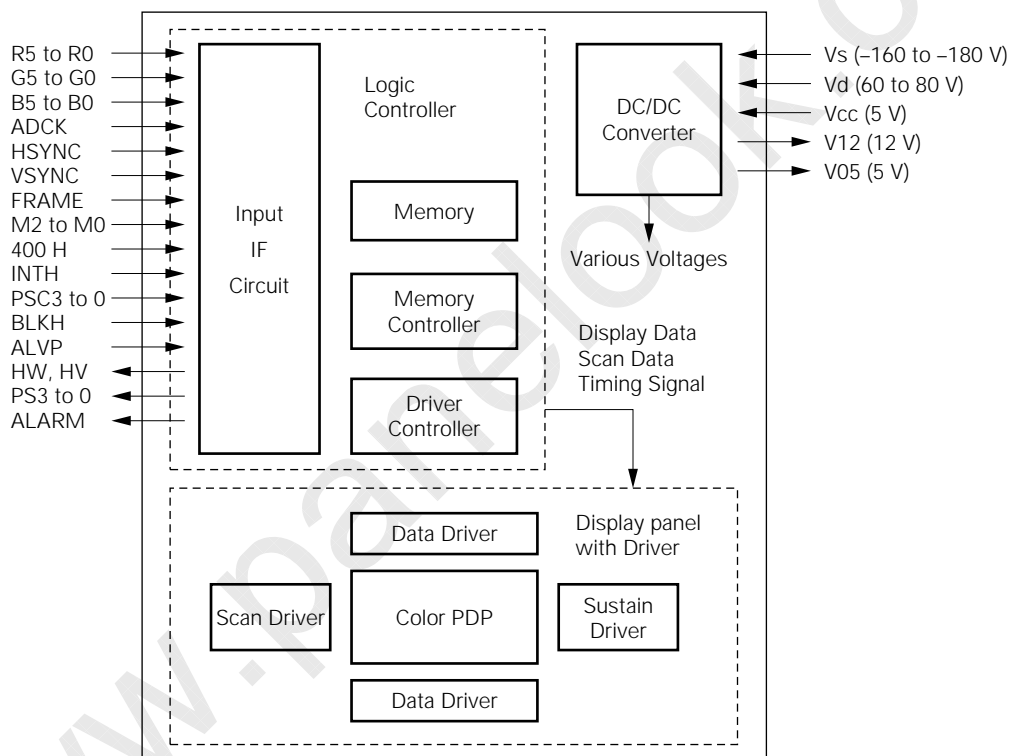 R5 to R0
G5 to G0
B5 to B0
ADCK
HSYNC
VSYNC
FRAME
M2 to M0
400 H
INTH
PSC3 to 0
BLKH
ALVP
HW, HV
PS3 to 0
ALARM
Input
IF
Circuit
Logic
Controller
Memory
Memory
Controller
Driver
Controller
DC/DC
Converter
Vs (–160 to –180 V)
Vd (60 to 80 V)
Vcc (5 V)
V12 (12 V)
V05 (5 V)
Various Voltages
Display Data
Scan Data
Timing Signal
Display panel
with Driver
Data Driver
Scan Driver
Color PDP
Sustain
Driver
Data Driver
www.panelook.c